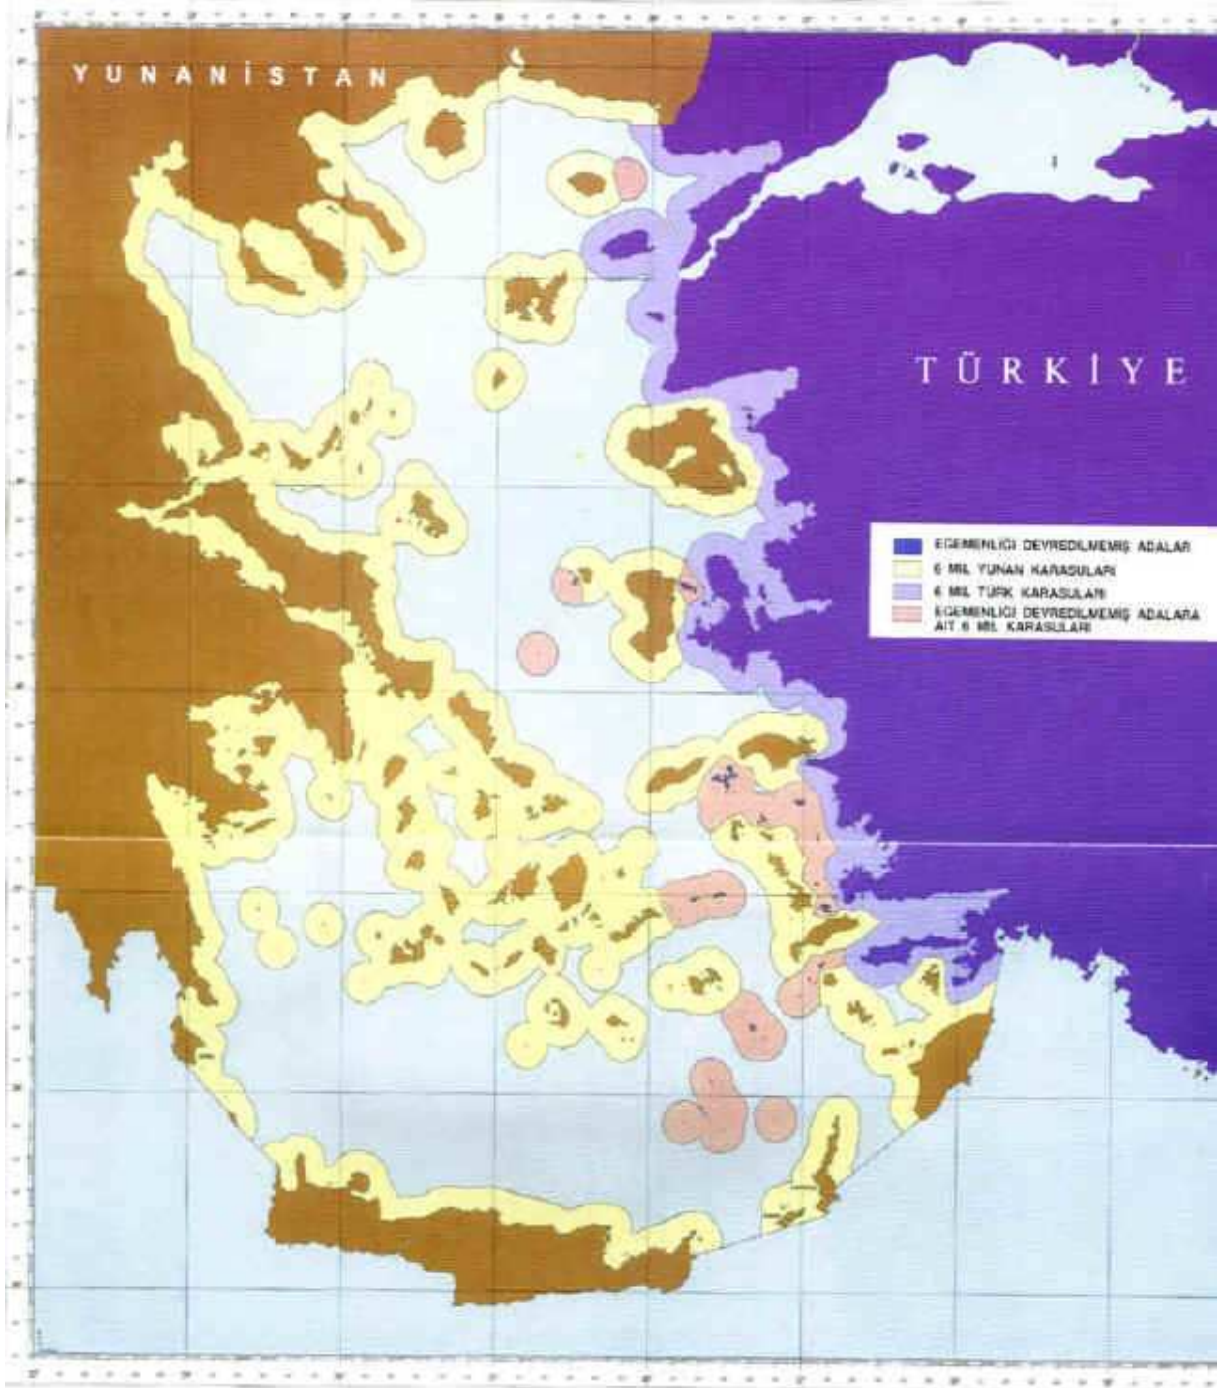 YUNANİSTAN
TÜRKİYE
EGEMENLİĞİ DEVREDİLMEMİŞ ADALAR
6 MİL YUNAN KARASULARI
6 MİL TÜRK KARASULARI
EGEMENLİĞİ DEVREDİLMEMİŞ ADALARA
AİT 6 MİL KARASULARI